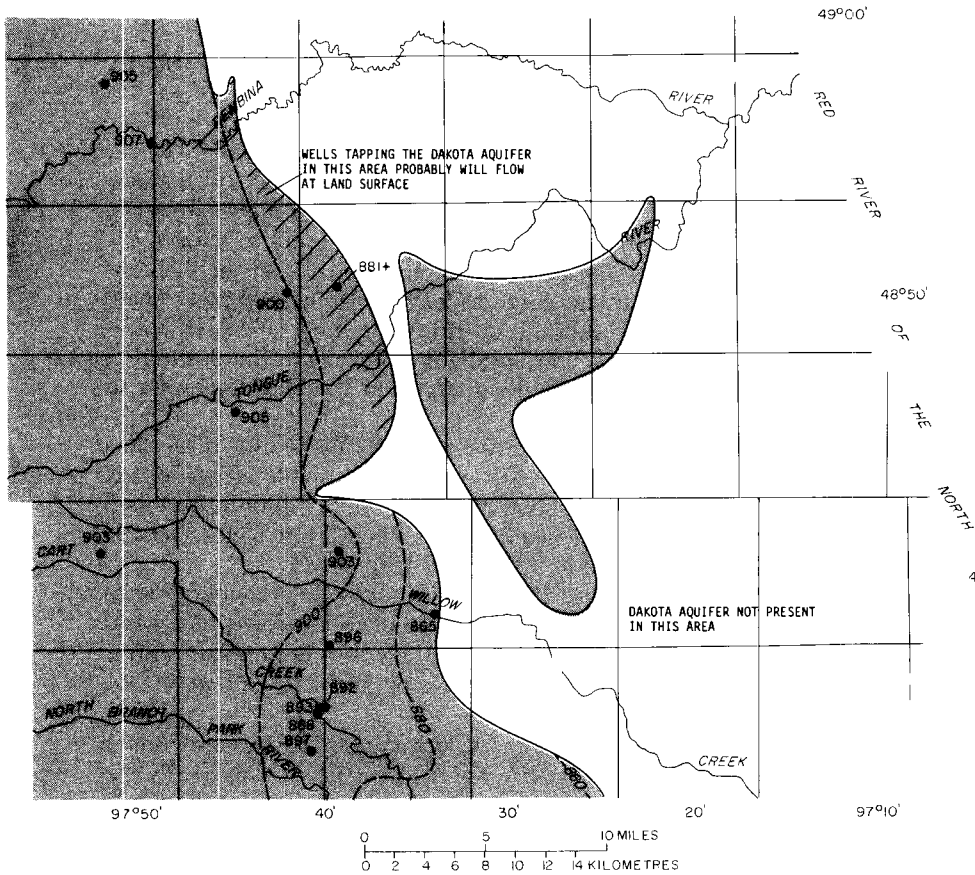 49°00'
905
PEMBINA
RIVER
RED
907
WELLS TAPPING THE DAKOTA AQUIFER
IN THIS AREA PROBABLY WILL FLOW
AT LAND SURFACE
RIVER
RIVER
881+
900
48°50'
OF
TONGUE
905
THE
NORTH
903
CART
903
4
900
WILLOW
865
DAKOTA AQUIFER NOT PRESENT
IN THIS AREA
896
CREEK
892
893
NORTH BRANCH
PARK
880
897
RIVER
CREEK
880
97°50'
40'
30'
20'
97°10'
0 5 10 MILES
0 2 4 6 8 10 12 14 KILOMETRES